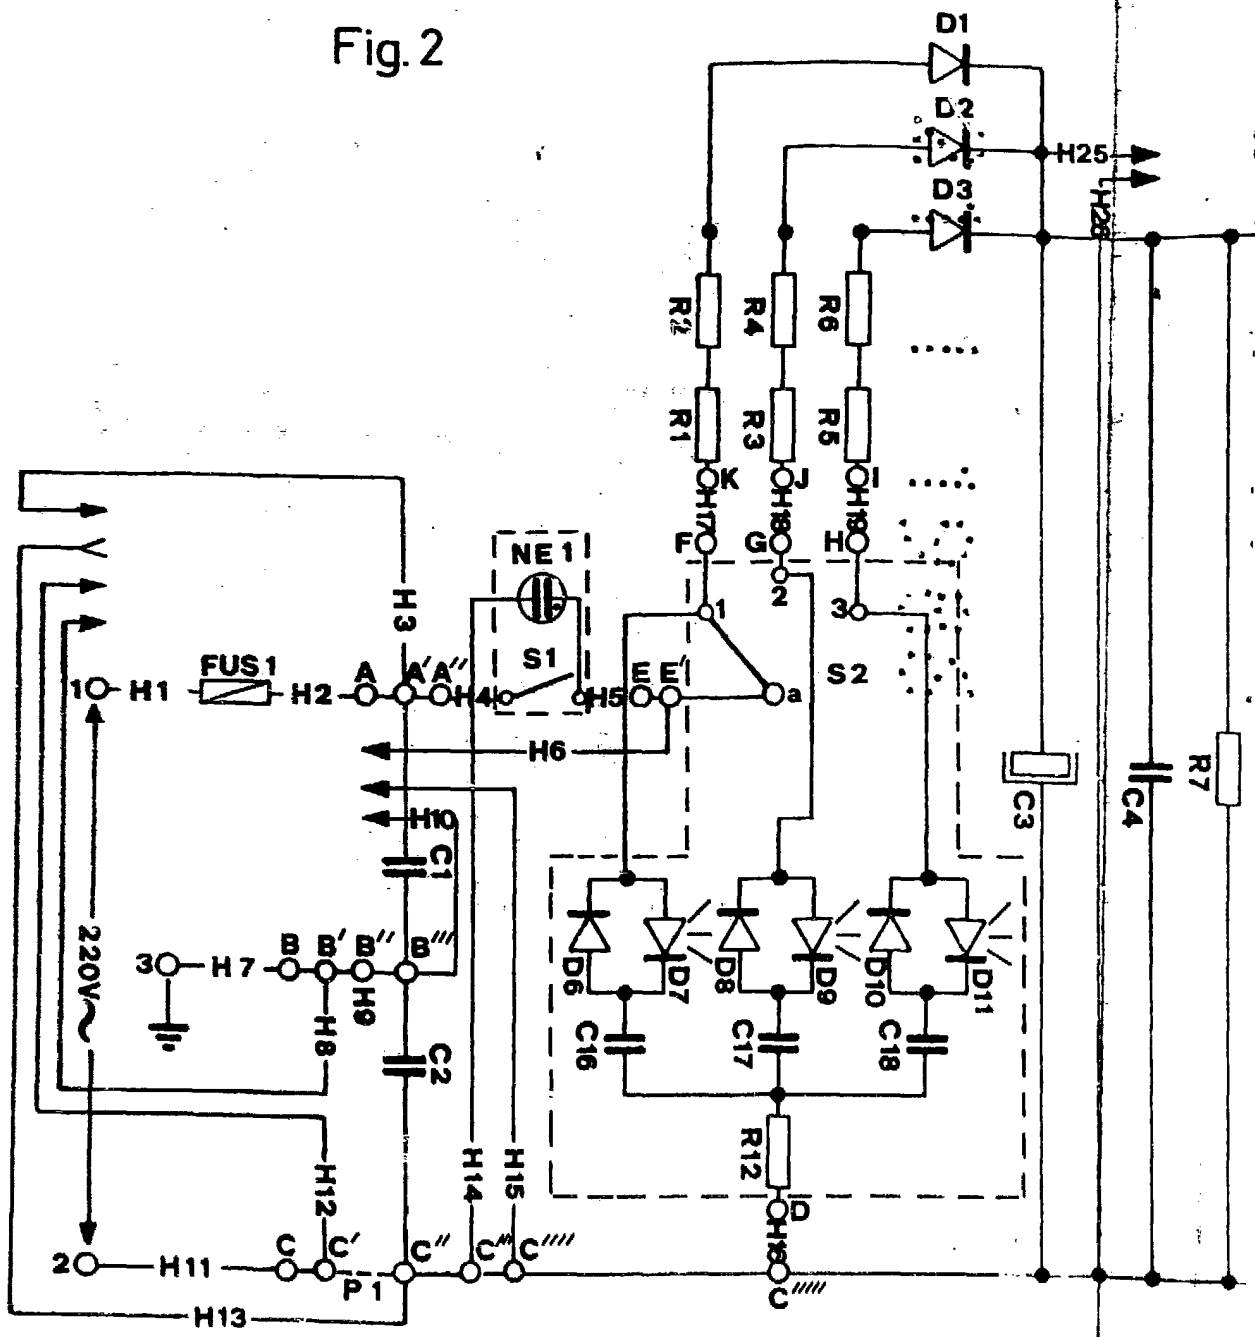 Fig. 2
D1
D2
H25
D3
H26
R2
R4
R6
R1
R3
R5
K
J
I
H17
H18
H19
F
G
H
NE 1
2
1
3
H3
S1
S2
FUS 1
A
A'
A''
E
E'
1
H1
H2
H4
H5
a
H6
C3
C4
R7
H10
C1
220V~
B
B'
B''
B'''
3
H7
H9
H8
D6
D7
D8
D9
D10
D11
C16
C17
C18
C2
R12
H14
H15
H12
D
C
C'
C''
C'''
C''''
2
H11
P1
C'''''
H13